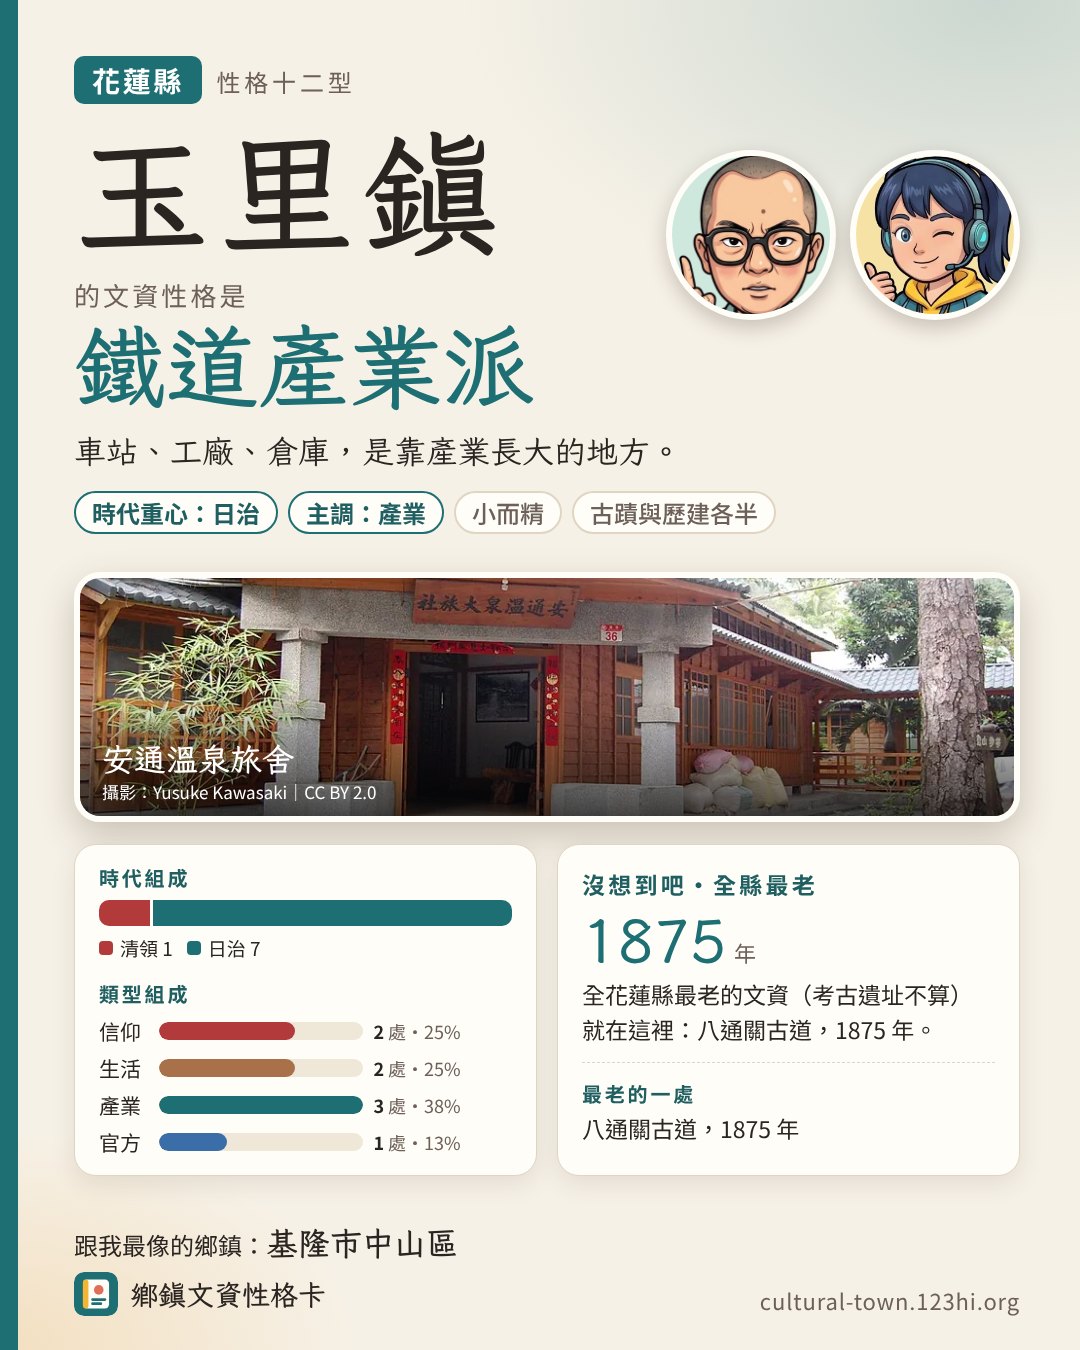 花蓮縣 性格十二型
玉里鎮
的文資性格是
鐵道產業派
車站、工廠、倉庫，是靠產業長大的地方。
時代重心：日治 主調：產業 小而精 古蹟與歷建各半
社旅大泉溫通安
36
安通溫泉旅舍
攝影：Yusuke Kawasaki｜CC BY 2.0
時代組成
清領 1 日治 7
類型組成
信仰 2 處・25%
生活 2 處・25%
產業 3 處・38%
官方 1 處・13%
沒想到吧・全縣最老
1875 年
全花蓮縣最老的文資（考古遺址不算）
就在這裡：八通關古道，1875 年。
最老的一處
八通關古道，1875 年
跟我最像的鄉鎮：基隆市中山區
鄉鎮文資性格卡
cultural-town.123hi.org